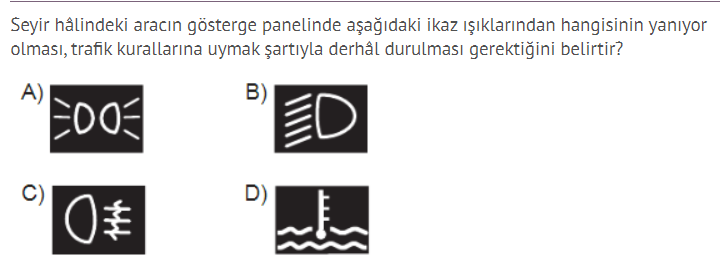 Seyir hâlindeki aracın gösterge panelinde aşağıdaki ikaz ışıklarından hangisinin yanıyor
olması, trafik kurallarına uymak şartıyla derhâl durulması gerektiğini belirtir?
A)
B)
C)
D)